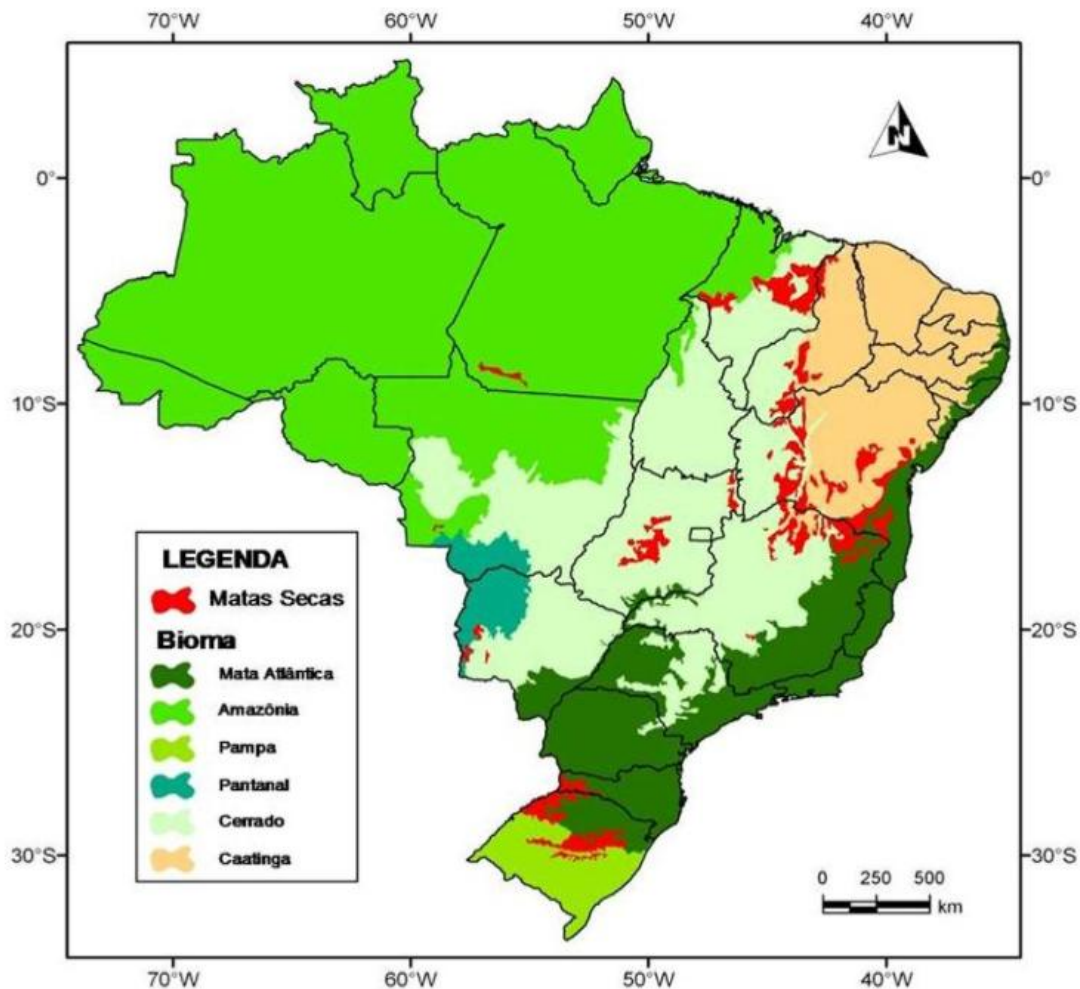 70°W 60°W 50°W 40°W
N
0° 0°
10°S 10°S
LEGENDA
Matas Secas
Bioma
20°S 20°S
Mata Atlântica
Amazônia
Pampa
Pantanal
Cerrado
Caatinga
30°S 30°S
0 250 500
km
70°W 60°W 50°W 40°W